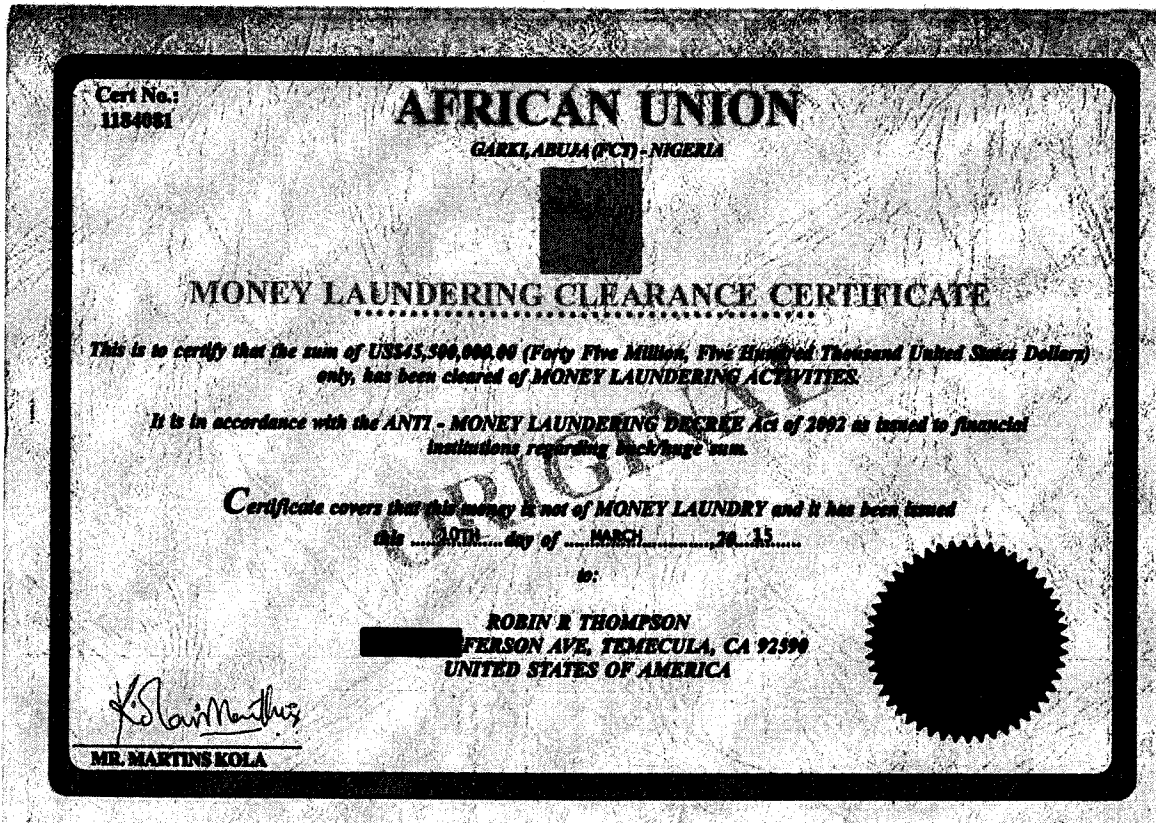 Cert No.:
1184081
AFRICAN UNION
GARKI, ABUJA (FCT) - NIGERIA
MONEY LAUNDERING CLEARANCE CERTIFICATE
This is to certify that the sum of US$45,500,000.00 (Forty Five Million, Five Hundred Thousand United States Dollars)
only, has been cleared of MONEY LAUNDERING ACTIVITIES.
It is in accordance with the ANTI - MONEY LAUNDERING DECREE Act of 2002 as issued to financial
institutions regarding such/huge sum.
Certificate covers that this money is not of MONEY LAUNDRY and it has been issued
this ......10TH......day of ......MARCH..............,20...15......
to:
ROBIN R THOMPSON
FERSON AVE, TEMECULA, CA 92590
UNITED STATES OF AMERICA
ORIGINAL
MR. MARTINS KOLA